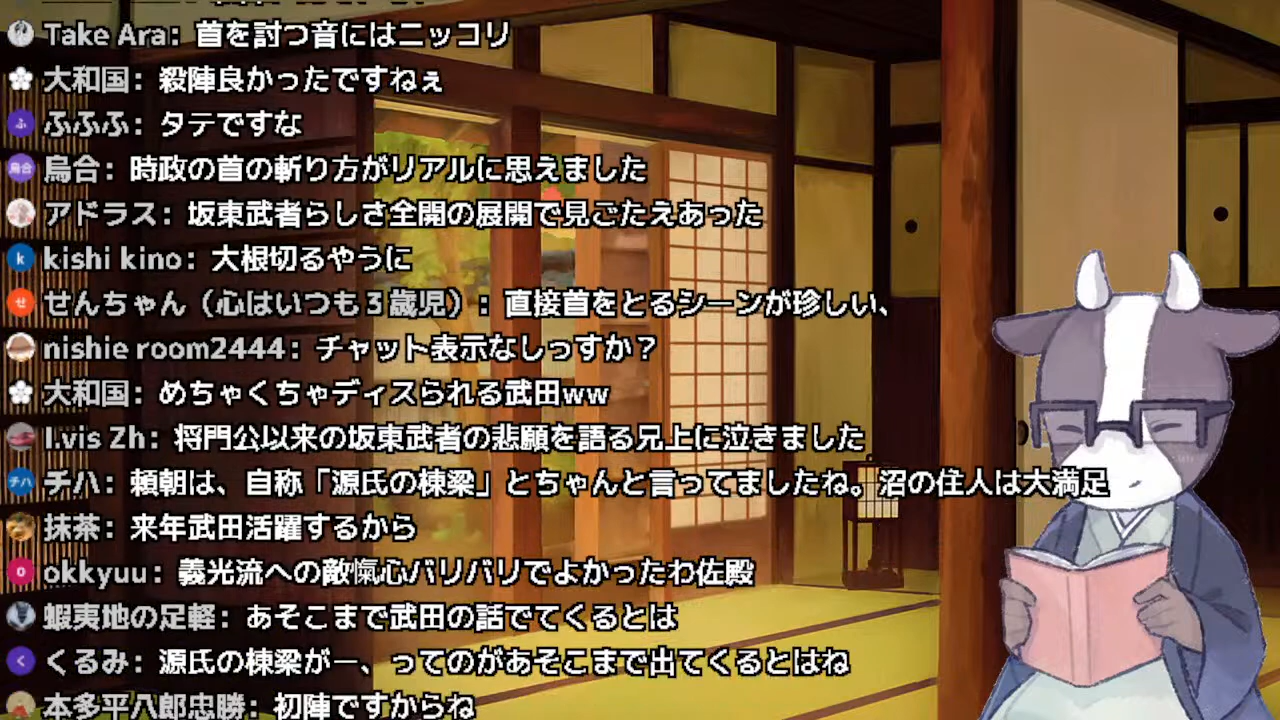 Take Ara: 首を討つ音にはニッコリ
大和国: 殺陣良かったですねぇ
ふふふ: タテですな
烏合: 時政の首の斬り方がリアルに思えました
アドラス: 坂東武者らしさ全開の展開で見ごたえあった
kishi kino: 大根切るやうに
せんちゃん（心はいつも３歳児）: 直接首をとるシーンが珍しい、
nishie room2444: チャット表示なしっすか？
大和国: めちゃくちゃディスられる武田ww
I.vis Zh: 将門公以来の坂東武者の悲願を語る兄上に泣きました
チハ: 頼朝は、自称「源氏の棟梁」とちゃんと言ってましたね。沼の住人は大満足
抹茶: 来年武田活躍するから
okkyuu: 義光流への敵愾心バリバリでよかったわ佐殿
蝦夷地の足軽: あそこまで武田の話でてくるとは
くるみ: 源氏の棟梁がー、ってのがあそこまで出てくるとはね
本多平八郎忠勝: 初陣ですからね